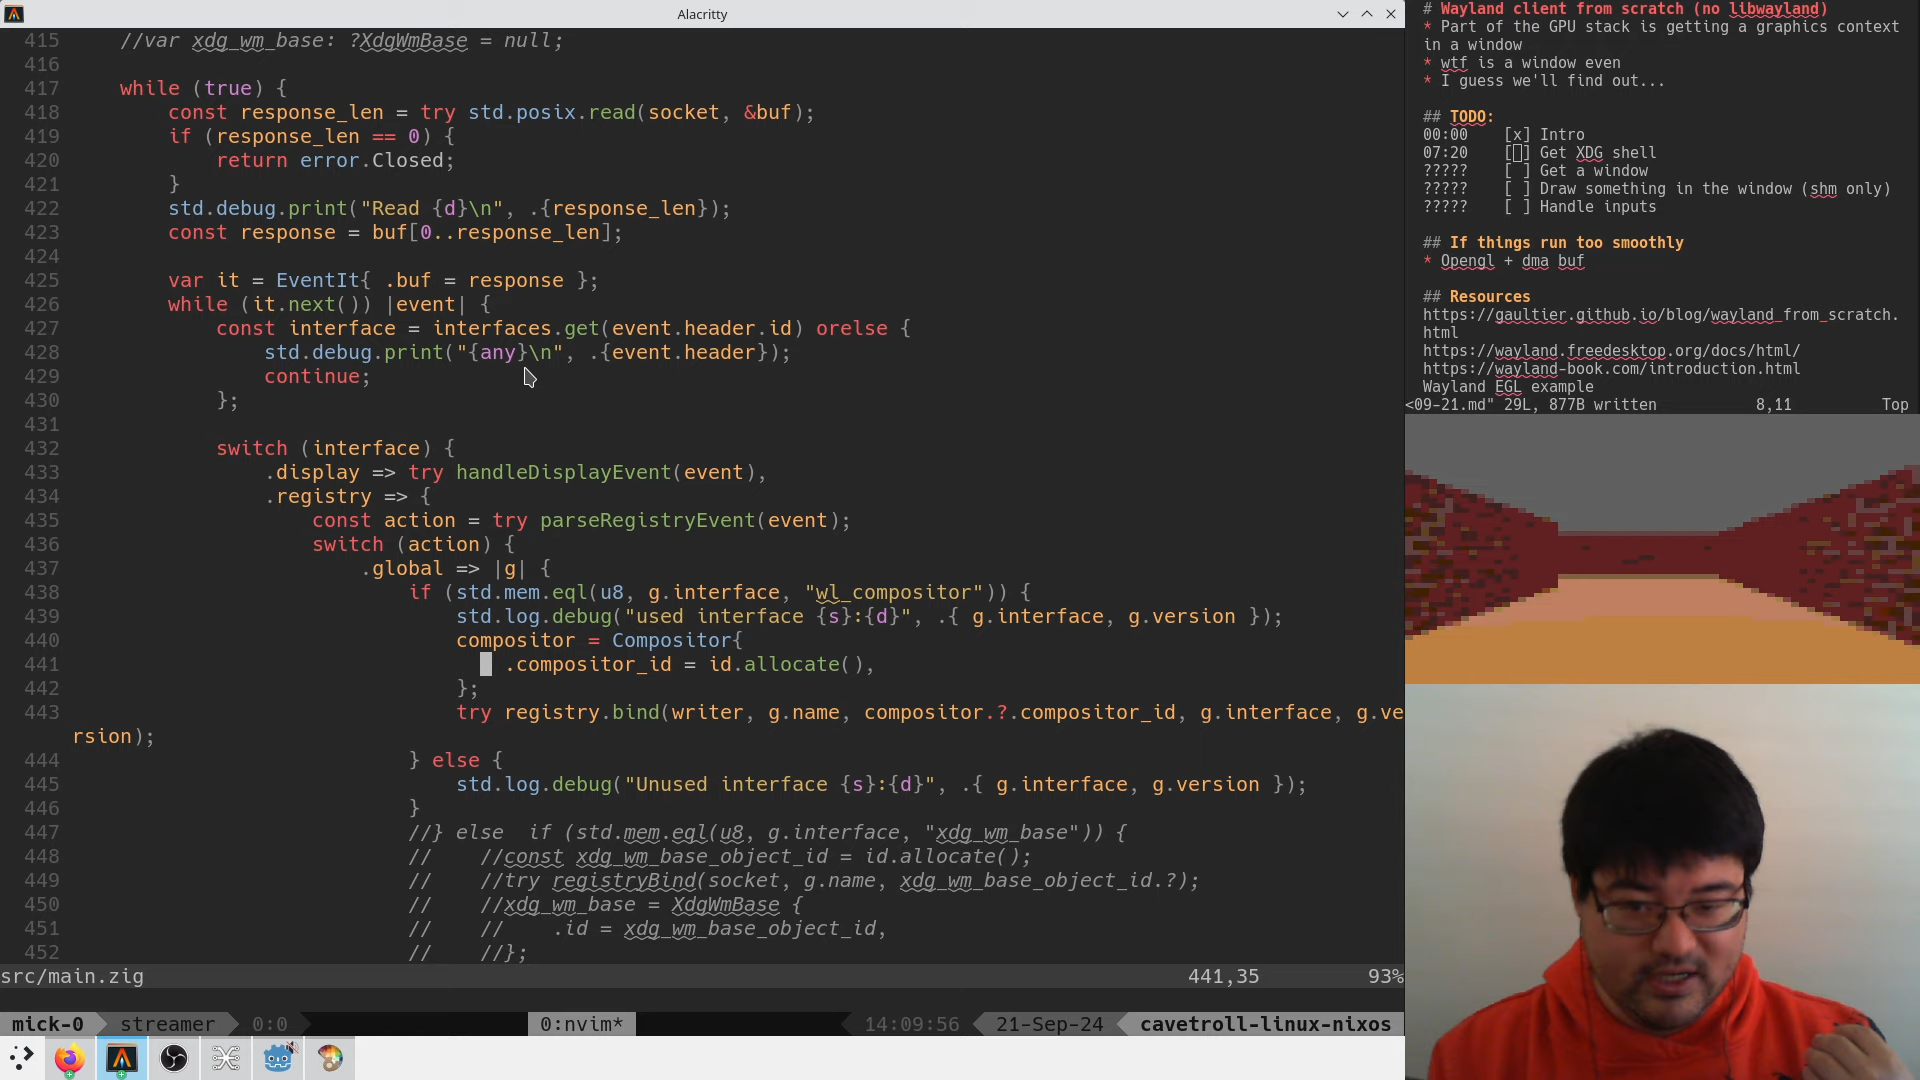 Alacritty
415 //var xdg_wm_base: ?XdgWmBase = null;
416
417 while (true) {
418 const response_len = try std.posix.read(socket, &buf);
419 if (response_len == 0) {
420 return error.Closed;
421 }
422 std.debug.print("Read {d}\n", .{response_len});
423 const response = buf[0..response_len];
424
425 var it = EventIt{ .buf = response };
426 while (it.next()) |event| {
427 const interface = interfaces.get(event.header.id) orelse {
428 std.debug.print("{any}\n", .{event.header});
429 continue;
430 };
431
432 switch (interface) {
433 .display => try handleDisplayEvent(event),
434 .registry => {
435 const action = try parseRegistryEvent(event);
436 switch (action) {
437 .global => |g| {
438 if (std.mem.eql(u8, g.interface, "wl_compositor")) {
439 std.log.debug("used interface {s}:{d}", .{ g.interface, g.version });
440 compositor = Compositor{
441 .compositor_id = id.allocate(),
442 };
443 try registry.bind(writer, g.name, compositor.?.compositor_id, g.interface, g.ve
rsion);
444 } else {
445 std.log.debug("Unused interface {s}:{d}", .{ g.interface, g.version });
446 }
447 //} else  if (std.mem.eql(u8, g.interface, "xdg_wm_base")) {
448 // //const xdg_wm_base_object_id = id.allocate();
449 // //try registryBind(socket, g.name, xdg_wm_base_object_id.?);
450 // //xdg_wm_base = XdgWmBase {
451 // // .id = xdg_wm_base_object_id,
452 // //};
src/main.zig 441,35 93%
mick-0 streamer 0:0 0:nvim* 14:09:56 21-Sep-24 cavetroll-linux-nixos
# Wayland client from scratch (no libwayland)
* Part of the GPU stack is getting a graphics context
in a window
* wtf is a window even
* I guess we'll find out...
## TODO:
00:00 [x] Intro
07:20 [ ] Get XDG shell
????? [ ] Get a window
????? [ ] Draw something in the window (shm only)
????? [ ] Handle inputs
## If things run too smoothly
* Opengl + dma buf
## Resources
https://gaultier.github.io/blog/wayland_from_scratch.
html
https://wayland.freedesktop.org/docs/html/
https://wayland-book.com/introduction.html
Wayland EGL example
<09-21.md" 29L, 877B written 8,11 Top